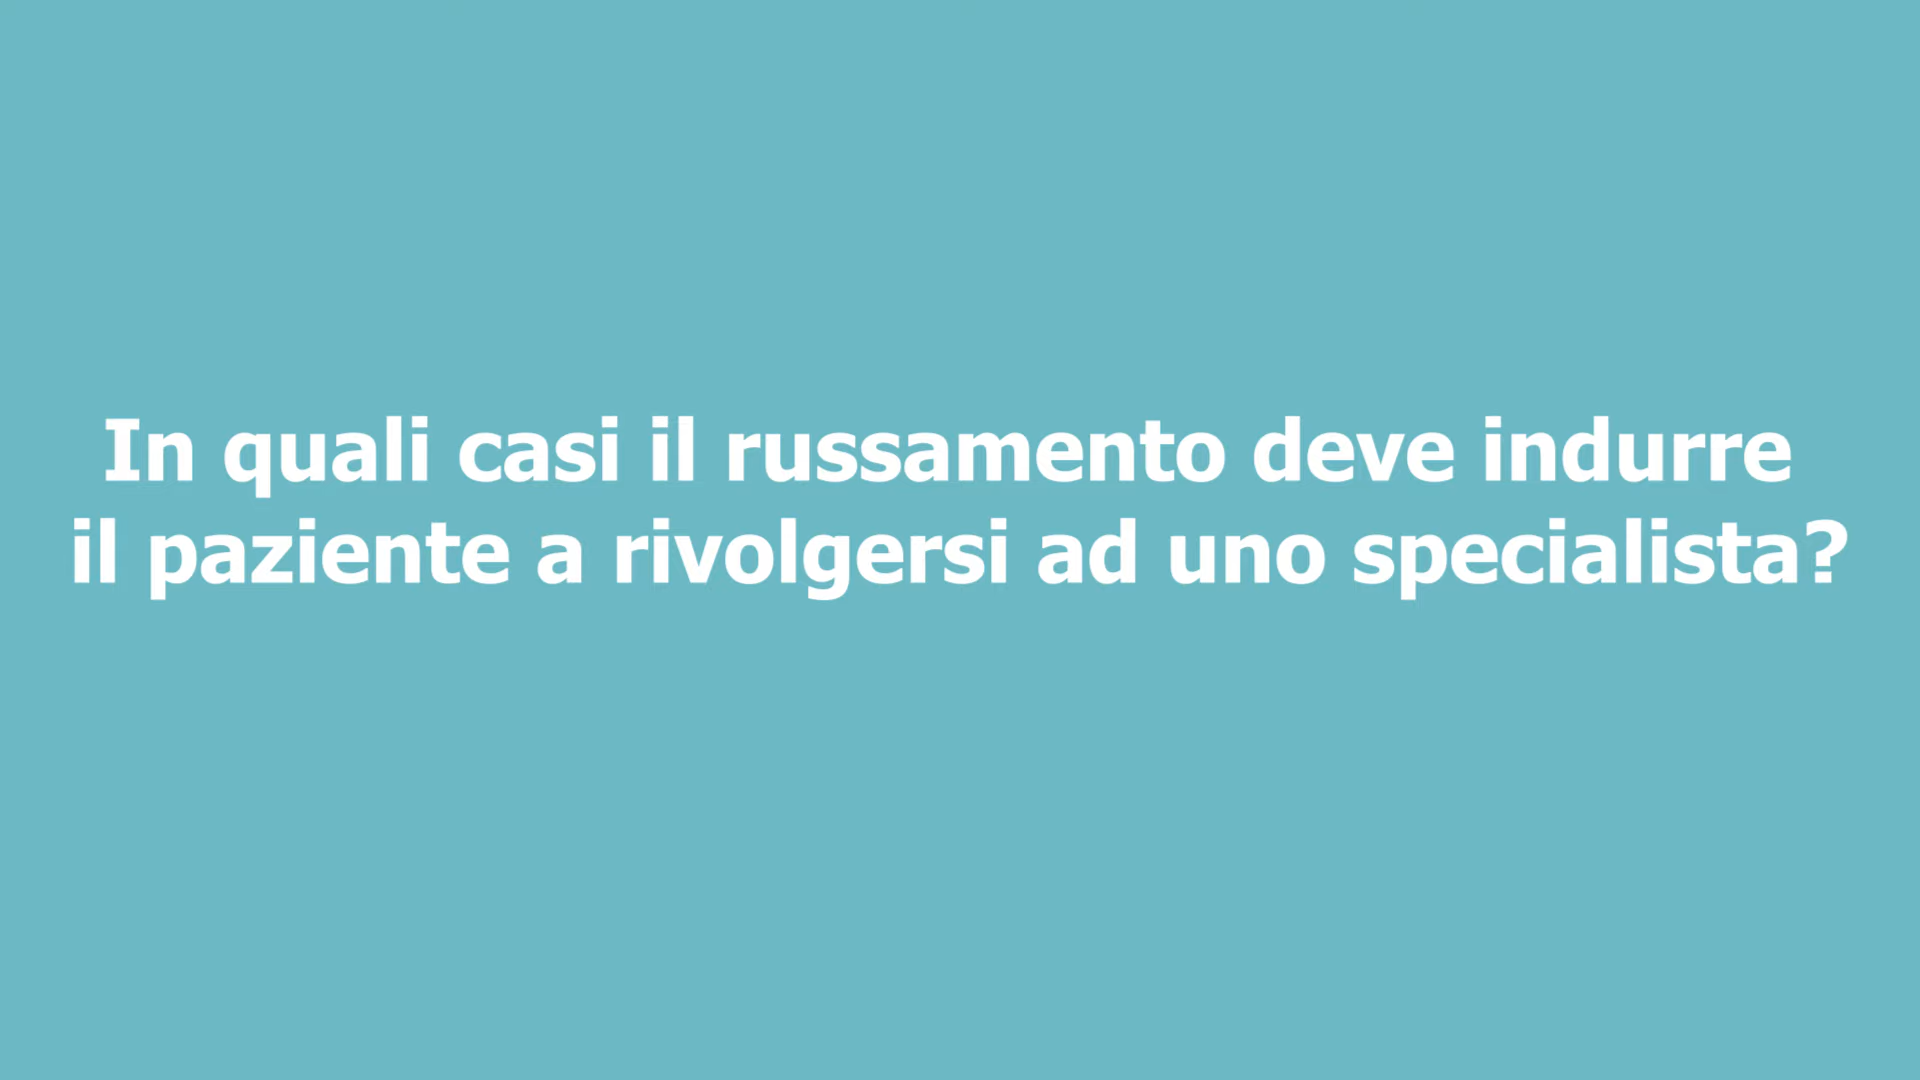 In quali casi il russamento deve indurre
il paziente a rivolgersi ad uno specialista?